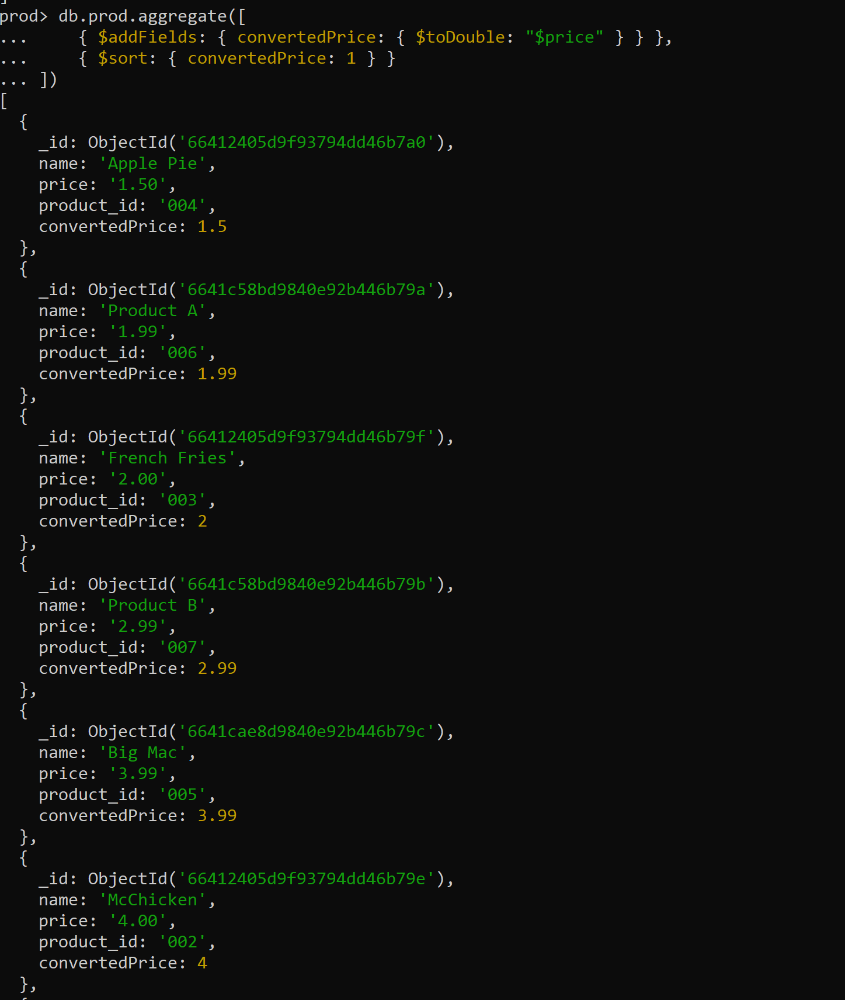 ]
prod> db.prod.aggregate([
...     { $addFields: { convertedPrice: { $toDouble: "$price" } } },
...     { $sort: { convertedPrice: 1 } }
... ])
[
  {
    _id: ObjectId('66412405d9f93794dd46b7a0'),
    name: 'Apple Pie',
    price: '1.50',
    product_id: '004',
    convertedPrice: 1.5
  },
  {
    _id: ObjectId('6641c58bd9840e92b446b79a'),
    name: 'Product A',
    price: '1.99',
    product_id: '006',
    convertedPrice: 1.99
  },
  {
    _id: ObjectId('66412405d9f93794dd46b79f'),
    name: 'French Fries',
    price: '2.00',
    product_id: '003',
    convertedPrice: 2
  },
  {
    _id: ObjectId('6641c58bd9840e92b446b79b'),
    name: 'Product B',
    price: '2.99',
    product_id: '007',
    convertedPrice: 2.99
  },
  {
    _id: ObjectId('6641cae8d9840e92b446b79c'),
    name: 'Big Mac',
    price: '3.99',
    product_id: '005',
    convertedPrice: 3.99
  },
  {
    _id: ObjectId('66412405d9f93794dd46b79e'),
    name: 'McChicken',
    price: '4.00',
    product_id: '002',
    convertedPrice: 4
  },
  {